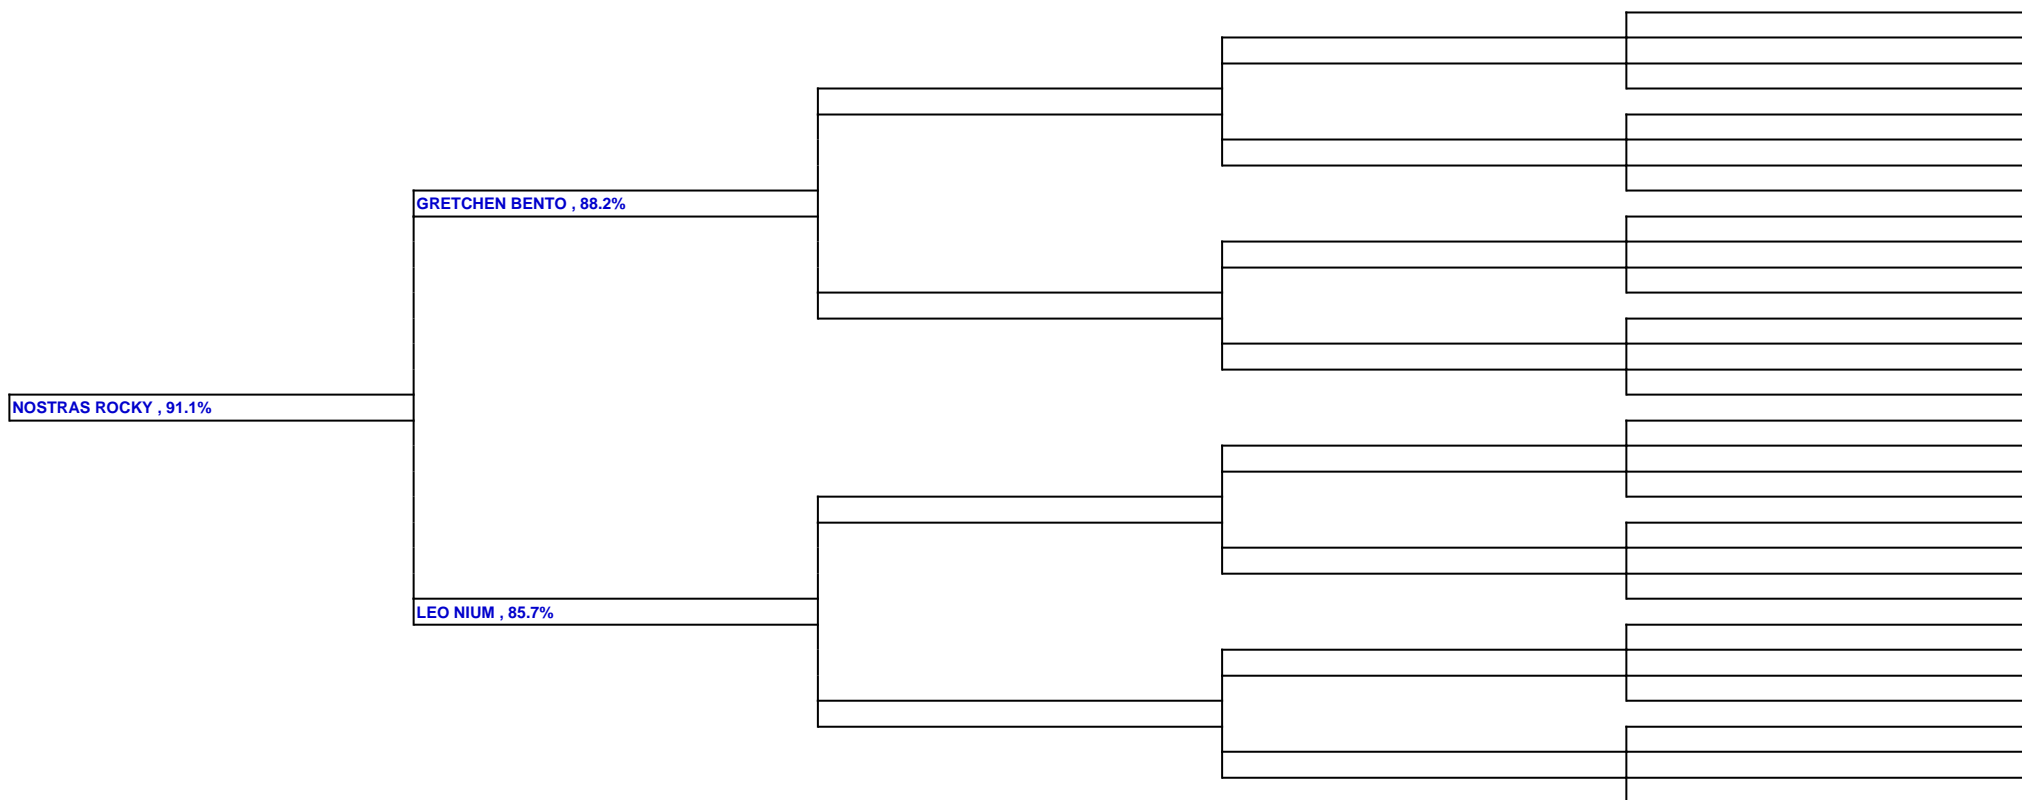 GRETCHEN BENTO , 88.2%
NOSTRAS ROCKY , 91.1%
LEO NIUM , 85.7%